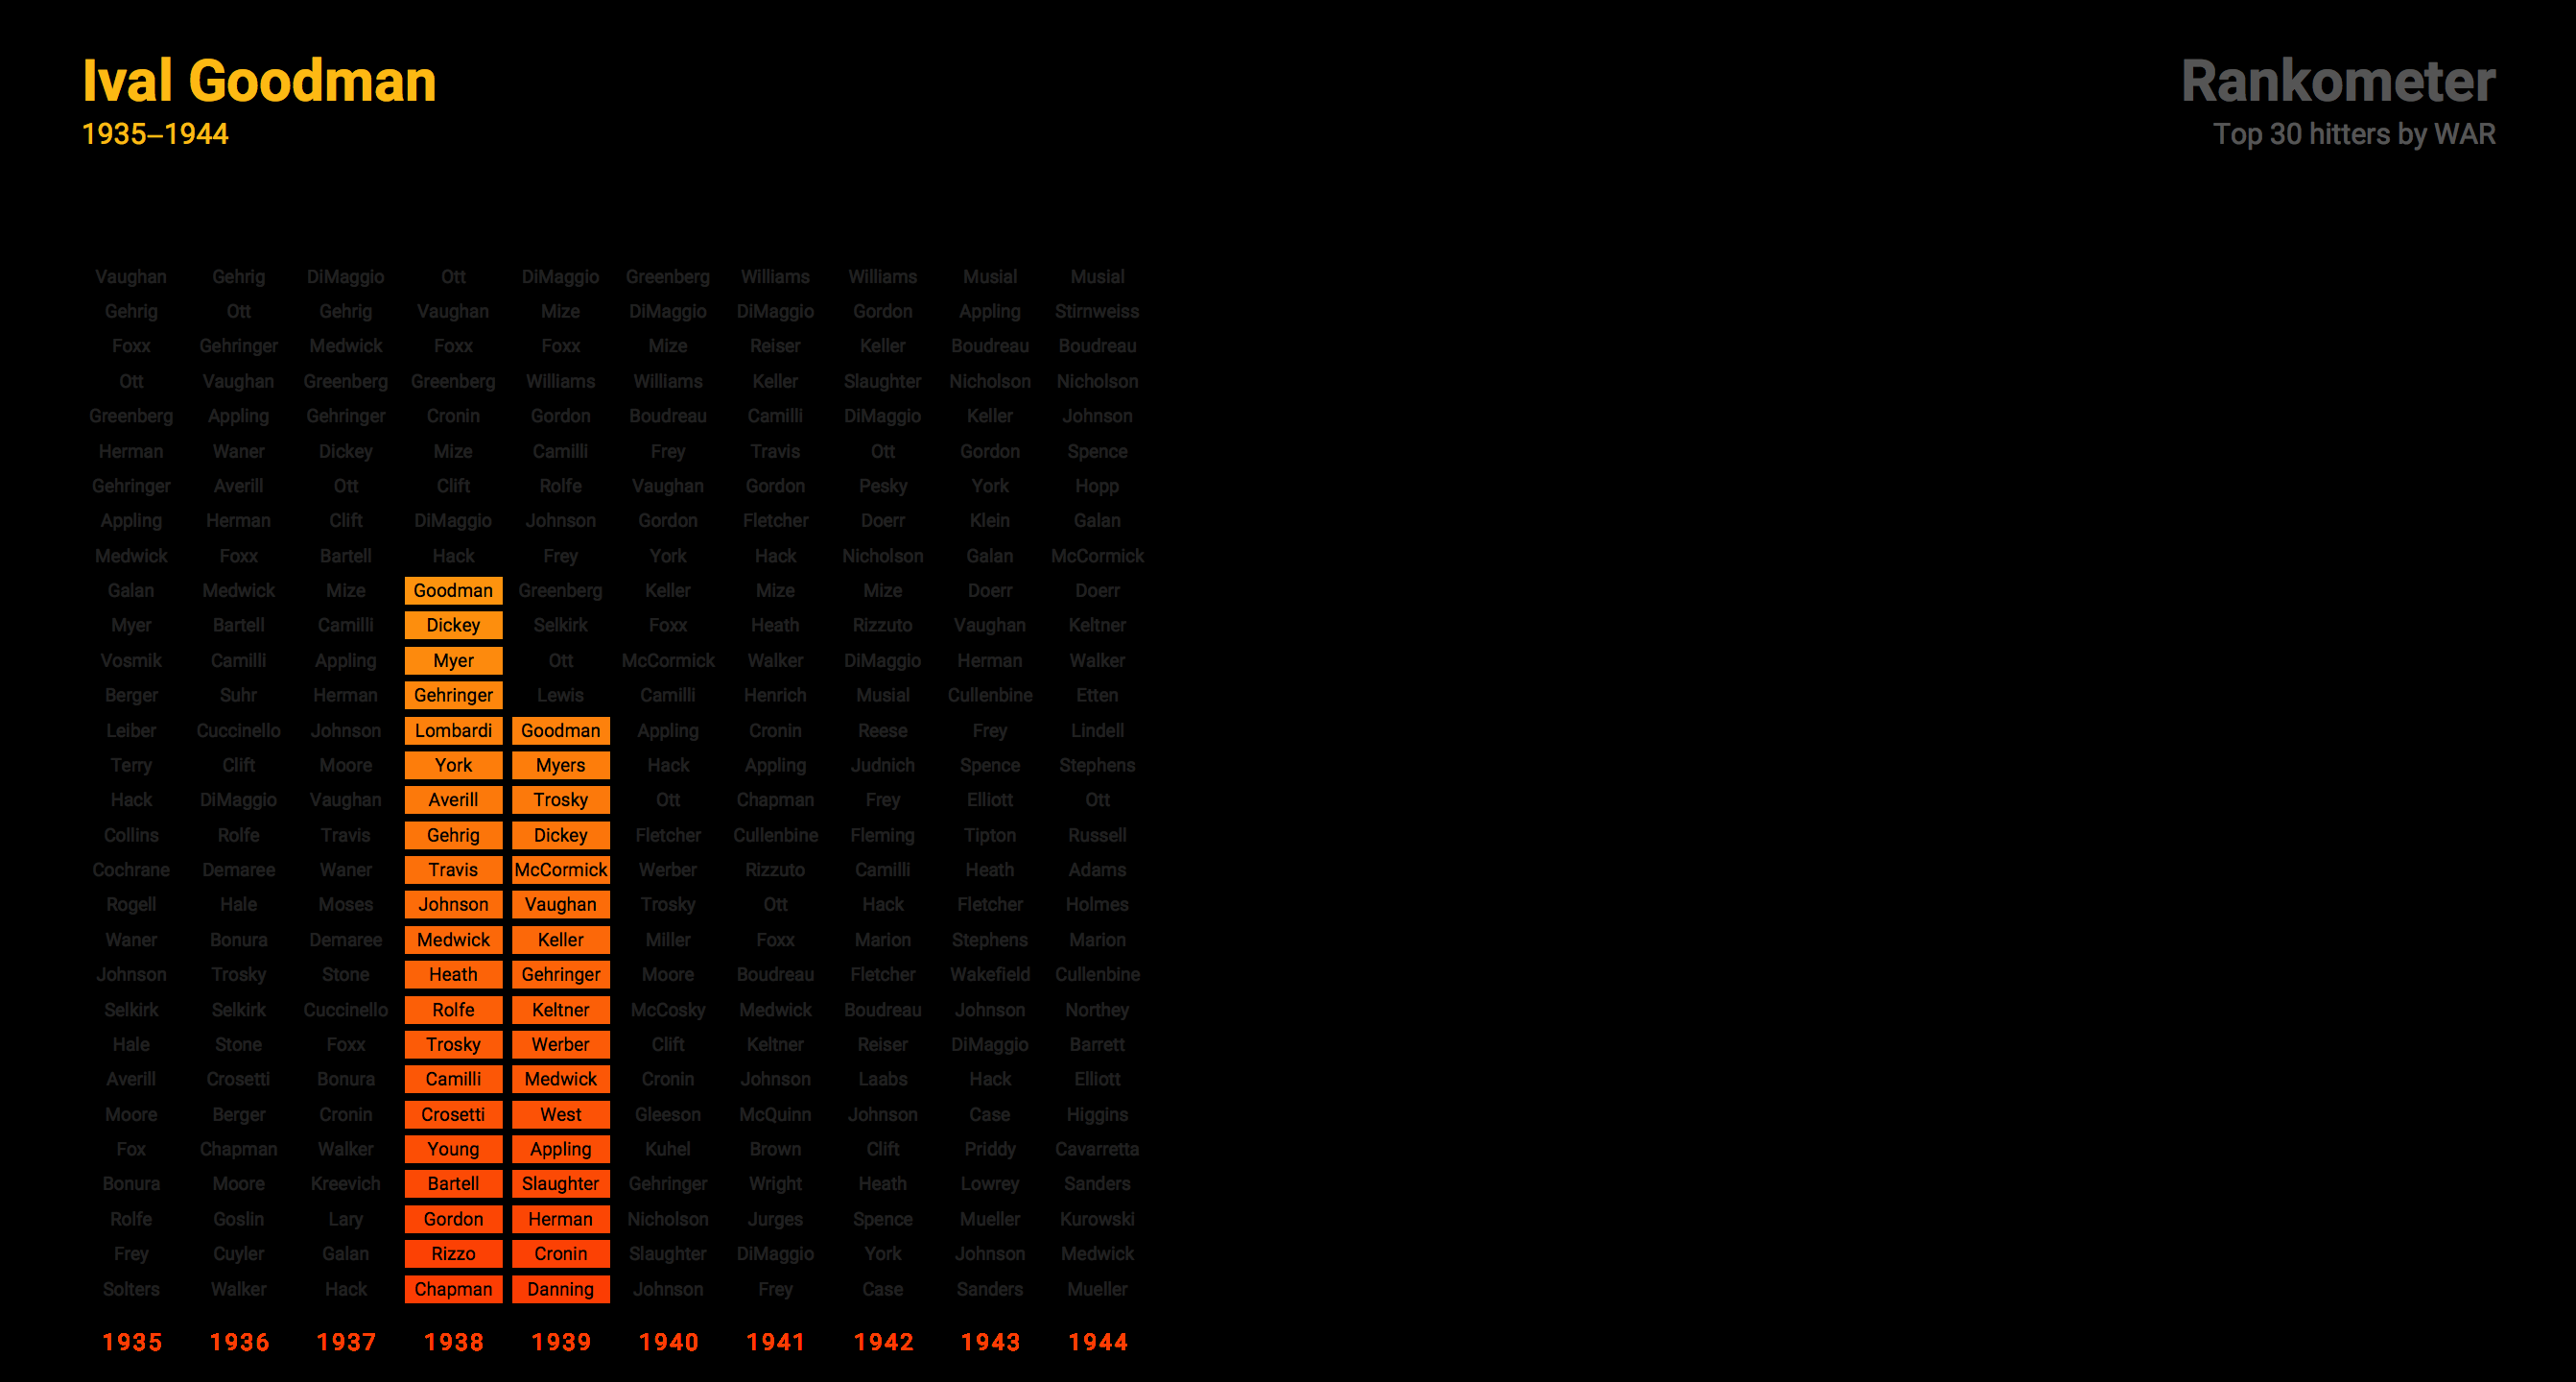 Ival Goodman
1935–1944
Rankometer
Top 30 hitters by WAR
Vaughan Gehrig DiMaggio Ott DiMaggio Greenberg Williams Williams Musial Musial
Gehrig Ott Gehrig Vaughan Mize DiMaggio DiMaggio Gordon Appling Stirnweiss
Foxx Gehringer Medwick Foxx Foxx Mize Reiser Keller Boudreau Boudreau
Ott Vaughan Greenberg Greenberg Williams Williams Keller Slaughter Nicholson Nicholson
Greenberg Appling Gehringer Cronin Gordon Boudreau Camilli DiMaggio Keller Johnson
Herman Waner Dickey Mize Camilli Frey Travis Ott Gordon Spence
Gehringer Averill Ott Clift Rolfe Vaughan Gordon Pesky York Hopp
Appling Herman Clift DiMaggio Johnson Gordon Fletcher Doerr Klein Galan
Medwick Foxx Bartell Hack Frey York Hack Nicholson Galan McCormick
Galan Medwick Mize Goodman Greenberg Keller Mize Mize Doerr Doerr
Myer Bartell Camilli Dickey Selkirk Foxx Heath Rizzuto Vaughan Keltner
Vosmik Camilli Appling Myer Ott McCormick Walker DiMaggio Herman Walker
Berger Suhr Herman Gehringer Lewis Camilli Henrich Musial Cullenbine Etten
Leiber Cuccinello Johnson Lombardi Goodman Appling Cronin Reese Frey Lindell
Terry Clift Moore York Myers Hack Appling Judnich Spence Stephens
Hack DiMaggio Vaughan Averill Trosky Ott Chapman Frey Elliott Ott
Collins Rolfe Travis Gehrig Dickey Fletcher Cullenbine Fleming Tipton Russell
Cochrane Demaree Waner Travis McCormick Werber Rizzuto Camilli Heath Adams
Rogell Hale Moses Johnson Vaughan Trosky Ott Hack Fletcher Holmes
Waner Bonura Demaree Medwick Keller Miller Foxx Marion Stephens Marion
Johnson Trosky Stone Heath Gehringer Moore Boudreau Fletcher Wakefield Cullenbine
Selkirk Selkirk Cuccinello Rolfe Keltner McCosky Medwick Boudreau Johnson Northey
Hale Stone Foxx Trosky Werber Clift Keltner Reiser DiMaggio Barrett
Averill Crosetti Bonura Camilli Medwick Cronin Johnson Laabs Hack Elliott
Moore Berger Cronin Crosetti West Gleeson McQuinn Johnson Case Higgins
Fox Chapman Walker Young Appling Kuhel Brown Clift Priddy Cavarretta
Bonura Moore Kreevich Bartell Slaughter Gehringer Wright Heath Lowrey Sanders
Rolfe Goslin Lary Gordon Herman Nicholson Jurges Spence Mueller Kurowski
Frey Cuyler Galan Rizzo Cronin Slaughter DiMaggio York Johnson Medwick
Solters Walker Hack Chapman Danning Johnson Frey Case Sanders Mueller
1935 1936 1937 1938 1939 1940 1941 1942 1943 1944